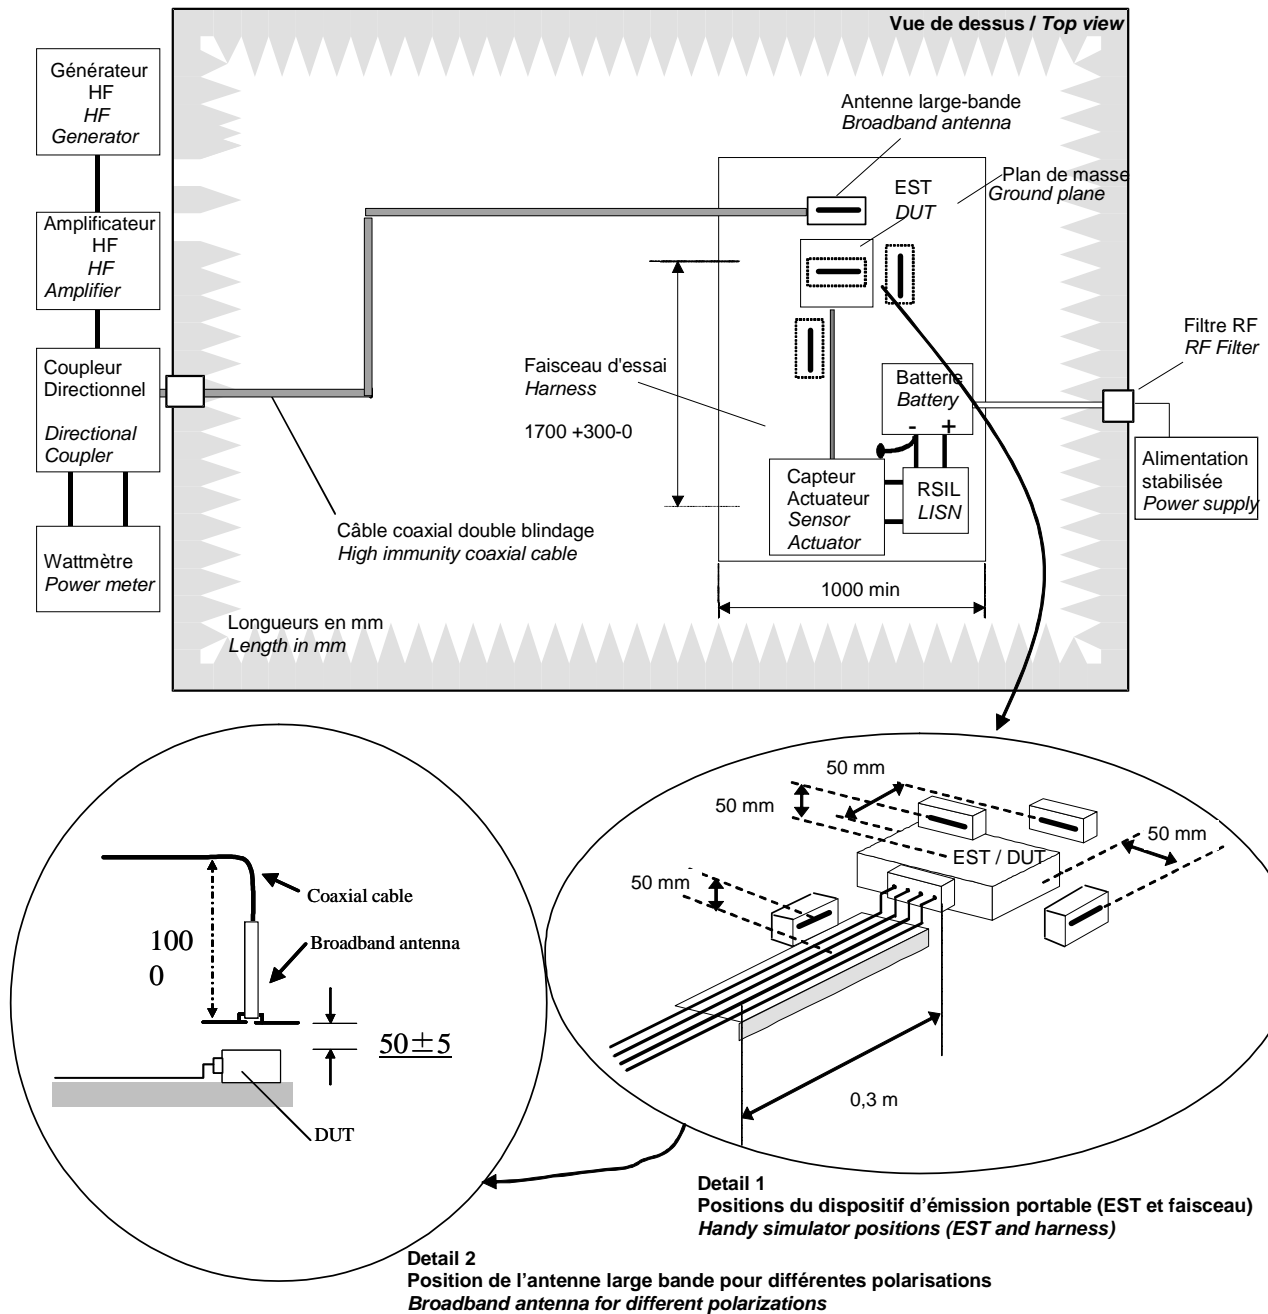 Vue de dessus / Top view
Générateur
HF
HF
Generator
Amplificateur
HF
HF
Amplifier
Coupleur
Directionnel
Directional
Coupler
Wattmètre
Power meter
Antenne large-bande
Broadband antenna
EST
DUT
Plan de masse
Ground plane
Faisceau d'essai
Harness
1700 +300-0
Batterie
Battery
- +
Capteur
Actuateur
Sensor
Actuator
RSIL
LISN
Filtre RF
RF Filter
Alimentation
stabilisée
Power supply
Câble coaxial double blindage
High immunity coaxial cable
1000 min
Longueurs en mm
Length in mm
Coaxial cable
Broadband antenna
100
0
50±5
DUT
50 mm
50 mm
50 mm
EST / DUT
50 mm
0,3 m
Detail 1
Positions du dispositif d'émission portable (EST et faisceau)
Handy simulator positions (EST and harness)
Detail 2
Position de l'antenne large bande pour différentes polarisations
Broadband antenna for different polarizations